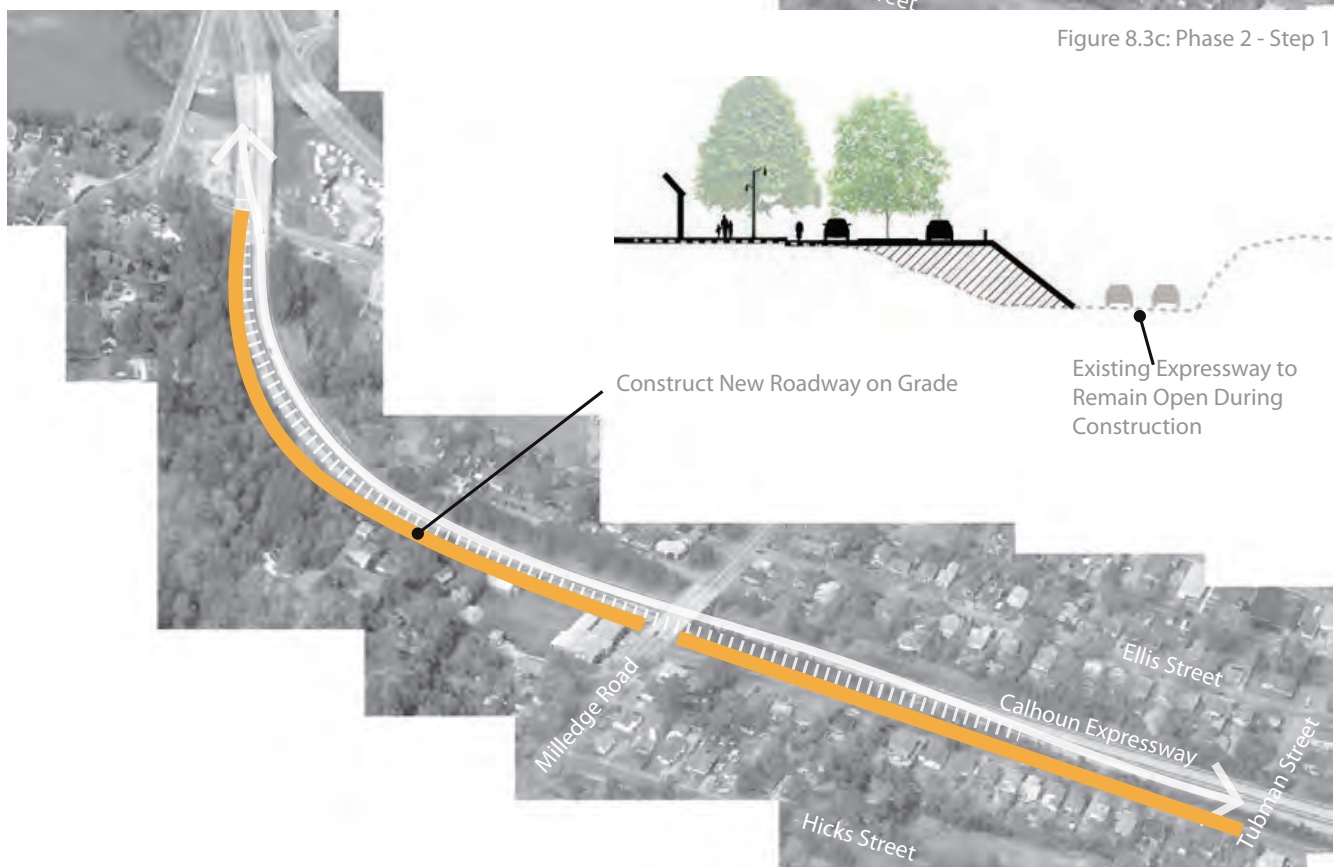 Street
Figure 8.3c: Phase 2 - Step 1
Construct New Roadway on Grade
Existing Expressway to
Remain Open During
Construction
Ellis Street
Calhoun Expressway
Milledge Road
Tubman Street
Hicks Street